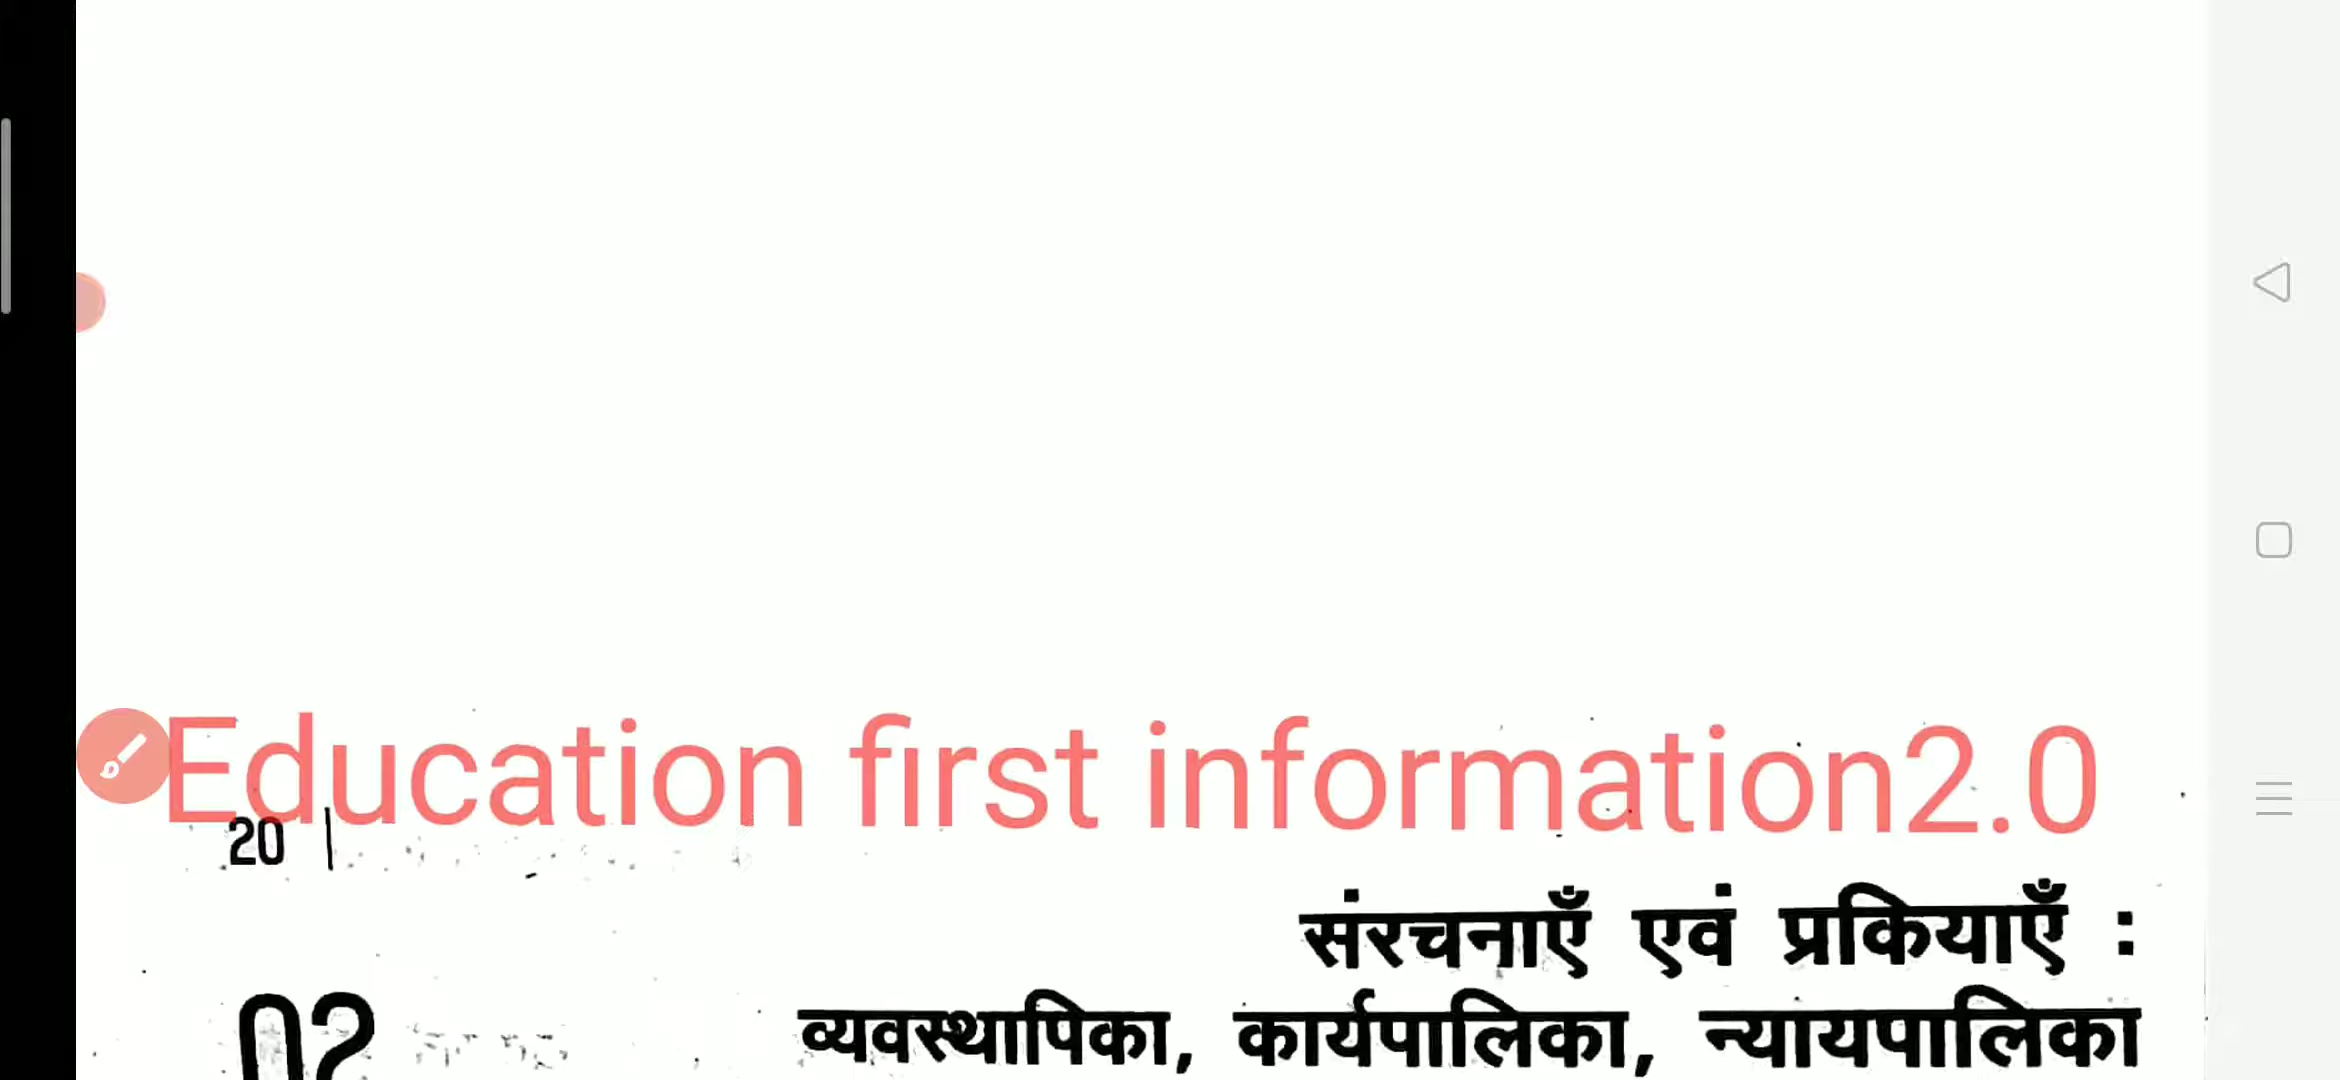 Education first information2.0
20 |
संरचनाएँ एवं प्रकियाएँ :
02
व्यवस्थापिका, कार्यपालिका, न्यायपालिका